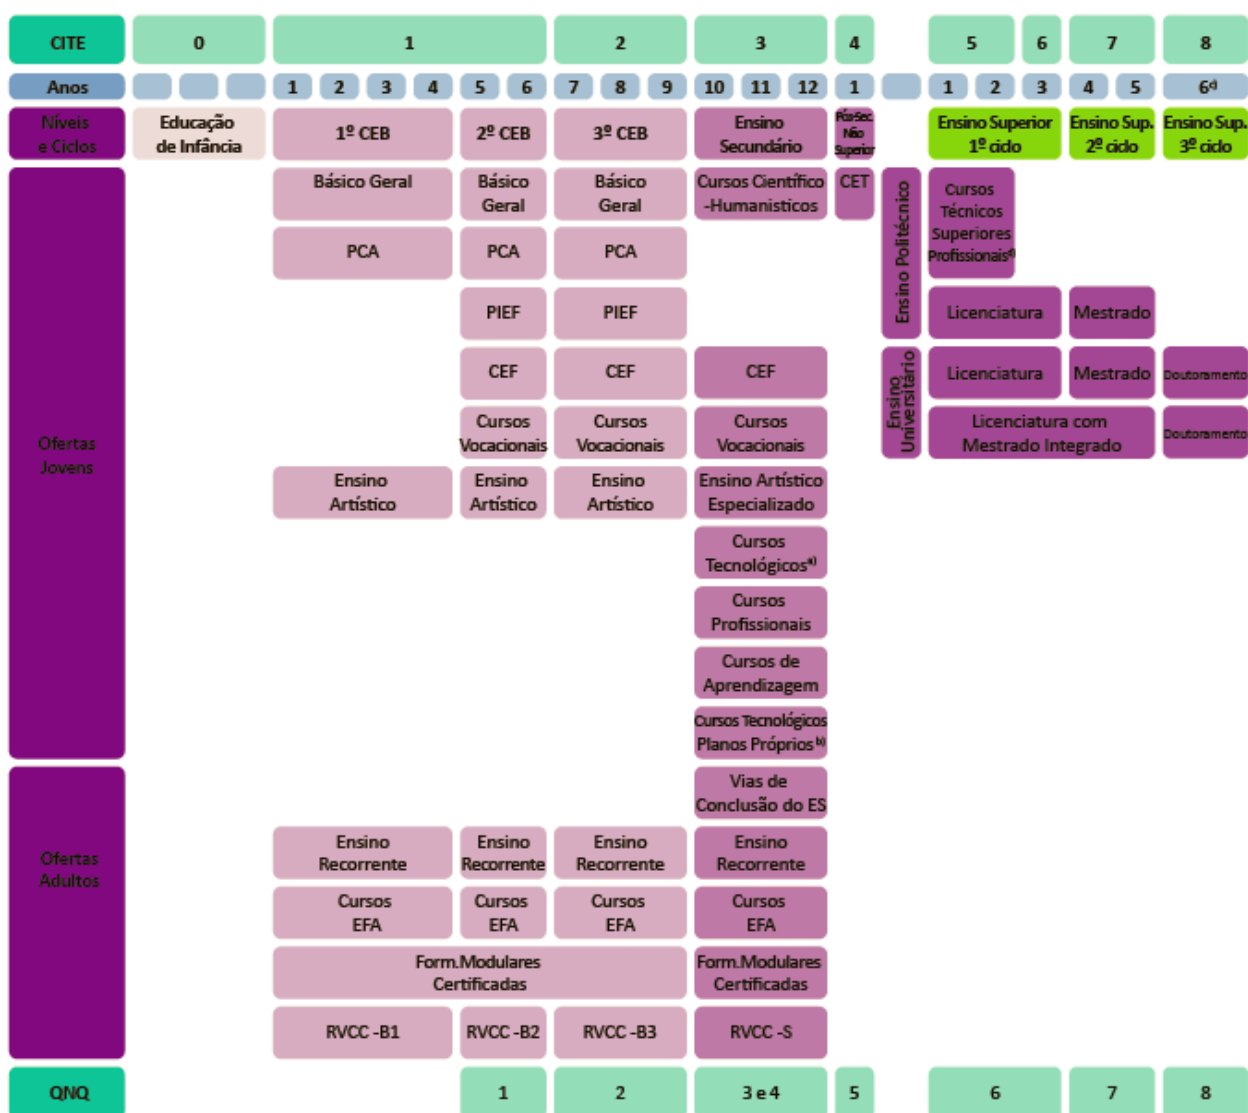 CITE 0 1 2 3 4 5 6 7 8
Anos 1 2 3 4 5 6 7 8 9 10 11 12 1 1 2 3 4 5 6d)
Níveis
e Ciclos
Educação
de Infância
1º CEB
2º CEB
3º CEB
Ensino
Secundário
Pós-Sec.
Não
Superior
Ensino Superior
1º ciclo
Ensino Sup.
2º ciclo
Ensino Sup.
3º ciclo
Ofertas
Jovens
Básico Geral
Básico
Geral
Básico
Geral
Cursos Científico
-Humanisticos
CET
Ensino Politécnico
Cursos
Técnicos
Superiores
Profissionais
PCA
PCA
PCA
PIEF
PIEF
Licenciatura
Mestrado
CEF
CEF
CEF
Ensino
Universitário
Licenciatura
Mestrado
Doutoramento
Cursos
Vocacionais
Cursos
Vocacionais
Cursos
Vocacionais
Licenciatura com
Mestrado Integrado
Doutoramento
Ensino
Artístico
Ensino
Artístico
Ensino
Artístico
Ensino Artístico
Especializado
Cursos
Tecnológicosa)
Cursos
Profissionais
Cursos de
Aprendizagem
Cursos Tecnológicos
Planos Própriosb)
Ofertas
Adultos
Vias de
Conclusão do ES
Ensino
Recorrente
Ensino
Recorrente
Ensino
Recorrente
Ensino
Recorrente
Cursos
EFA
Cursos
EFA
Cursos
EFA
Cursos
EFA
Form.Modulares
Certificadas
Form.Modulares
Certificadas
RVCC -B1
RVCC -B2
RVCC -B3
RVCC -S
QNQ 1 2 3 e 4 5 6 7 8